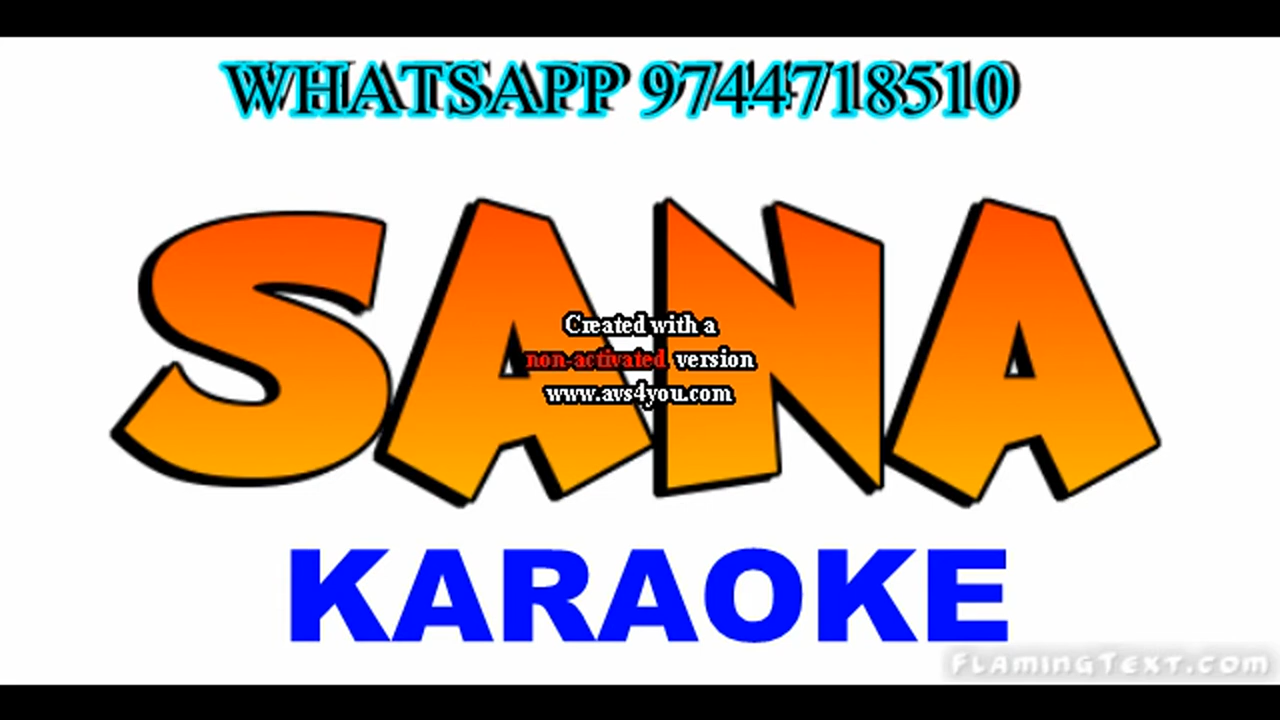 WHATSAPP 9744718510
SANA
Created with a
non-activated version
www.avs4you.com
KARAOKE
FLAMINGTEXT.COM